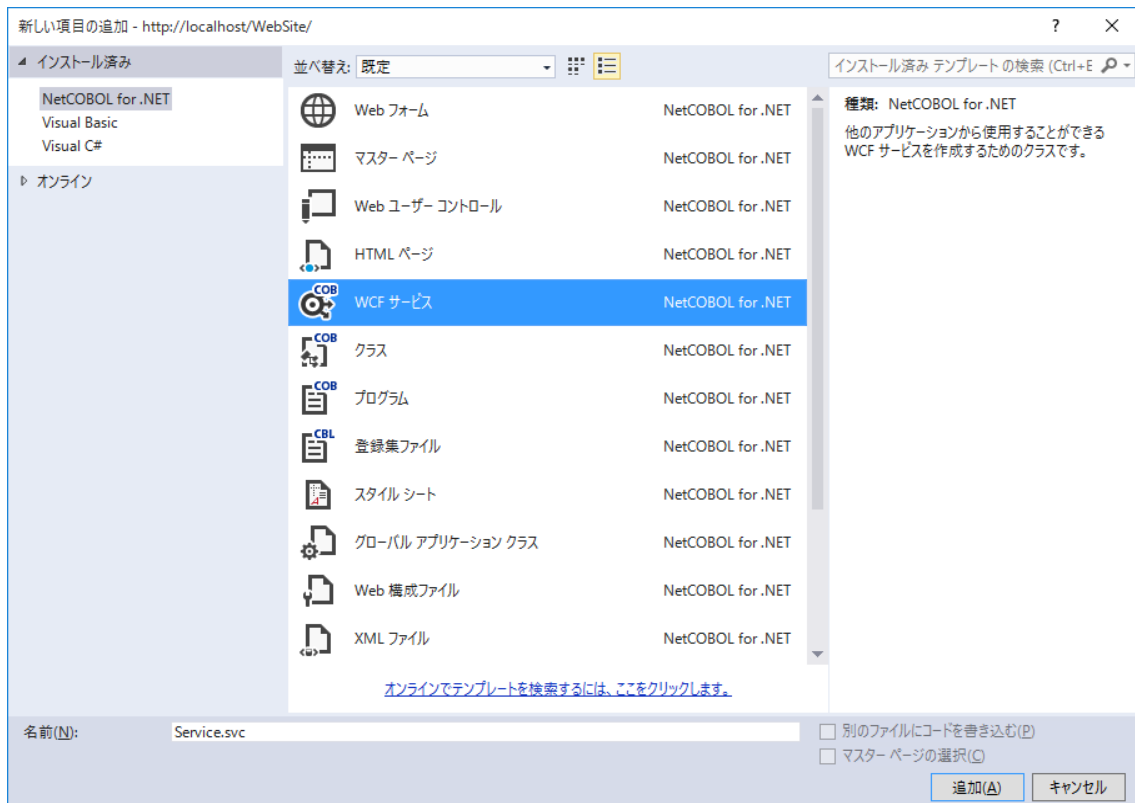 新しい項目の追加 - http://localhost/WebSite/
?
インストール済み
並べ替え: 既定
インストール済み テンプレート の検索 (Ctrl+E
NetCOBOL for .NET
Visual Basic
Visual C#
オンライン
Web フォーム NetCOBOL for .NET
マスター ページ NetCOBOL for .NET
Web ユーザー コントロール NetCOBOL for .NET
HTML ページ NetCOBOL for .NET
COB WCF サービス NetCOBOL for .NET
COB クラス NetCOBOL for .NET
COB プログラム NetCOBOL for .NET
CBL 登録集ファイル NetCOBOL for .NET
スタイル シート NetCOBOL for .NET
グローバル アプリケーション クラス NetCOBOL for .NET
Web 構成ファイル NetCOBOL for .NET
XML ファイル NetCOBOL for .NET
オンラインでテンプレートを検索するには、ここをクリックします。
種類: NetCOBOL for .NET
他のアプリケーションから使用することができる
WCF サービスを作成するためのクラスです。
名前(N): Service.svc
別のファイルにコードを書き込む(P)
マスター ページの選択(C)
追加(A) キャンセル